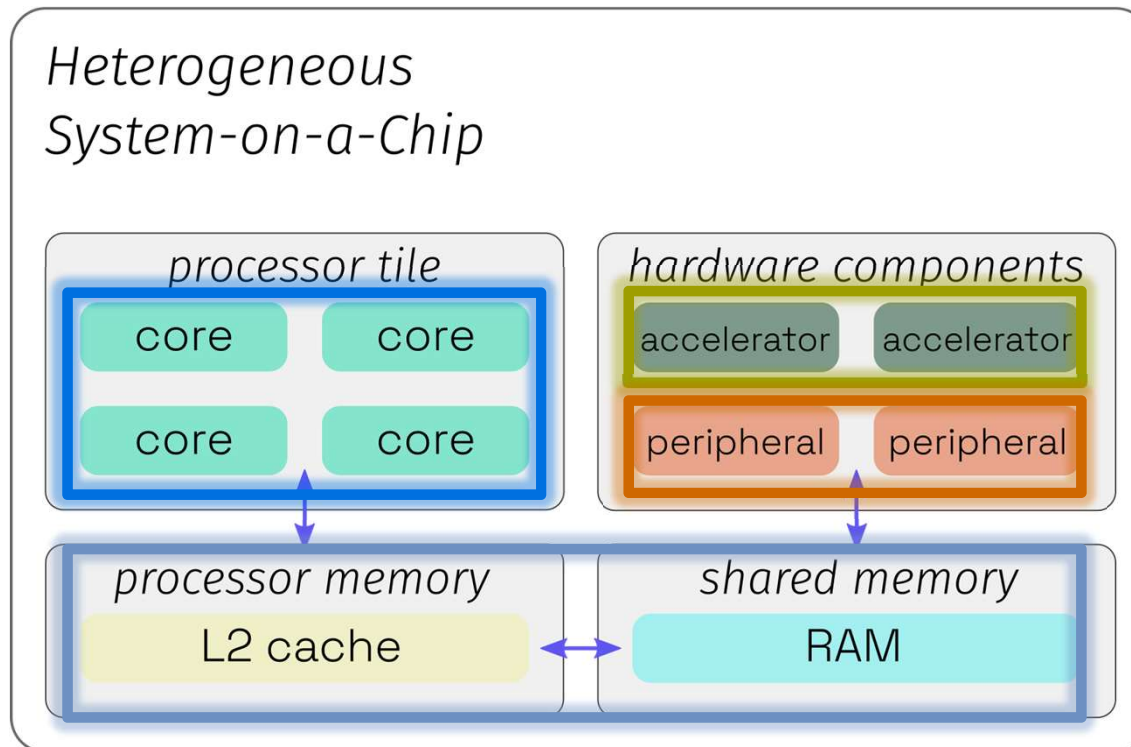 Heterogeneous
System-on-a-Chip
processor tile
core core
core core
hardware components
accelerator accelerator
peripheral peripheral
processor memory
L2 cache
shared memory
RAM